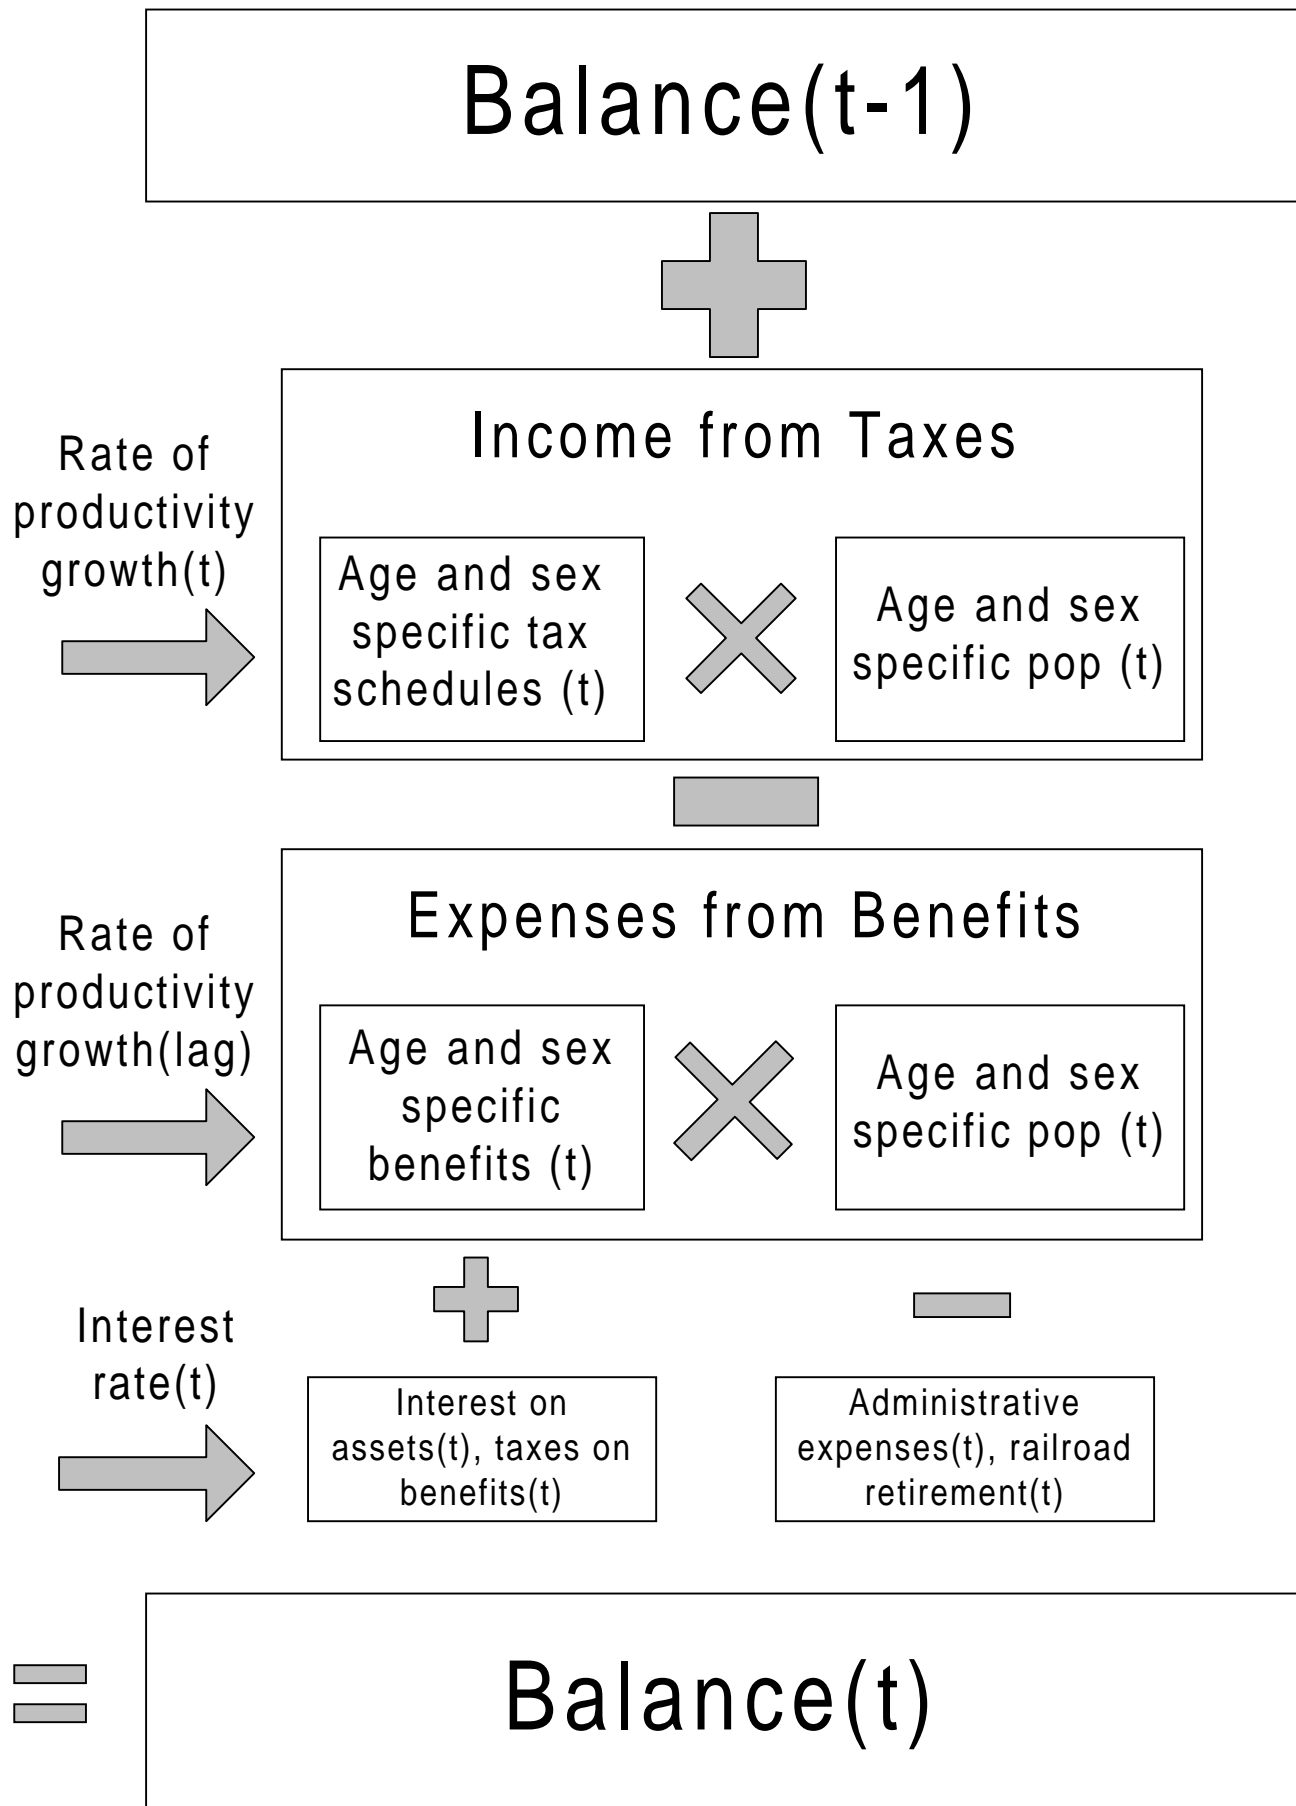 Balance(t-1)
Income from Taxes
Rate of
productivity
growth(t)
Age and sex
specific tax
schedules (t)
Age and sex
specific pop (t)
Expenses from Benefits
Rate of
productivity
growth(lag)
Age and sex
specific
benefits (t)
Age and sex
specific pop (t)
Interest
rate(t)
Interest on
assets(t), taxes on
benefits(t)
Administrative
expenses(t), railroad
retirement(t)
Balance(t)